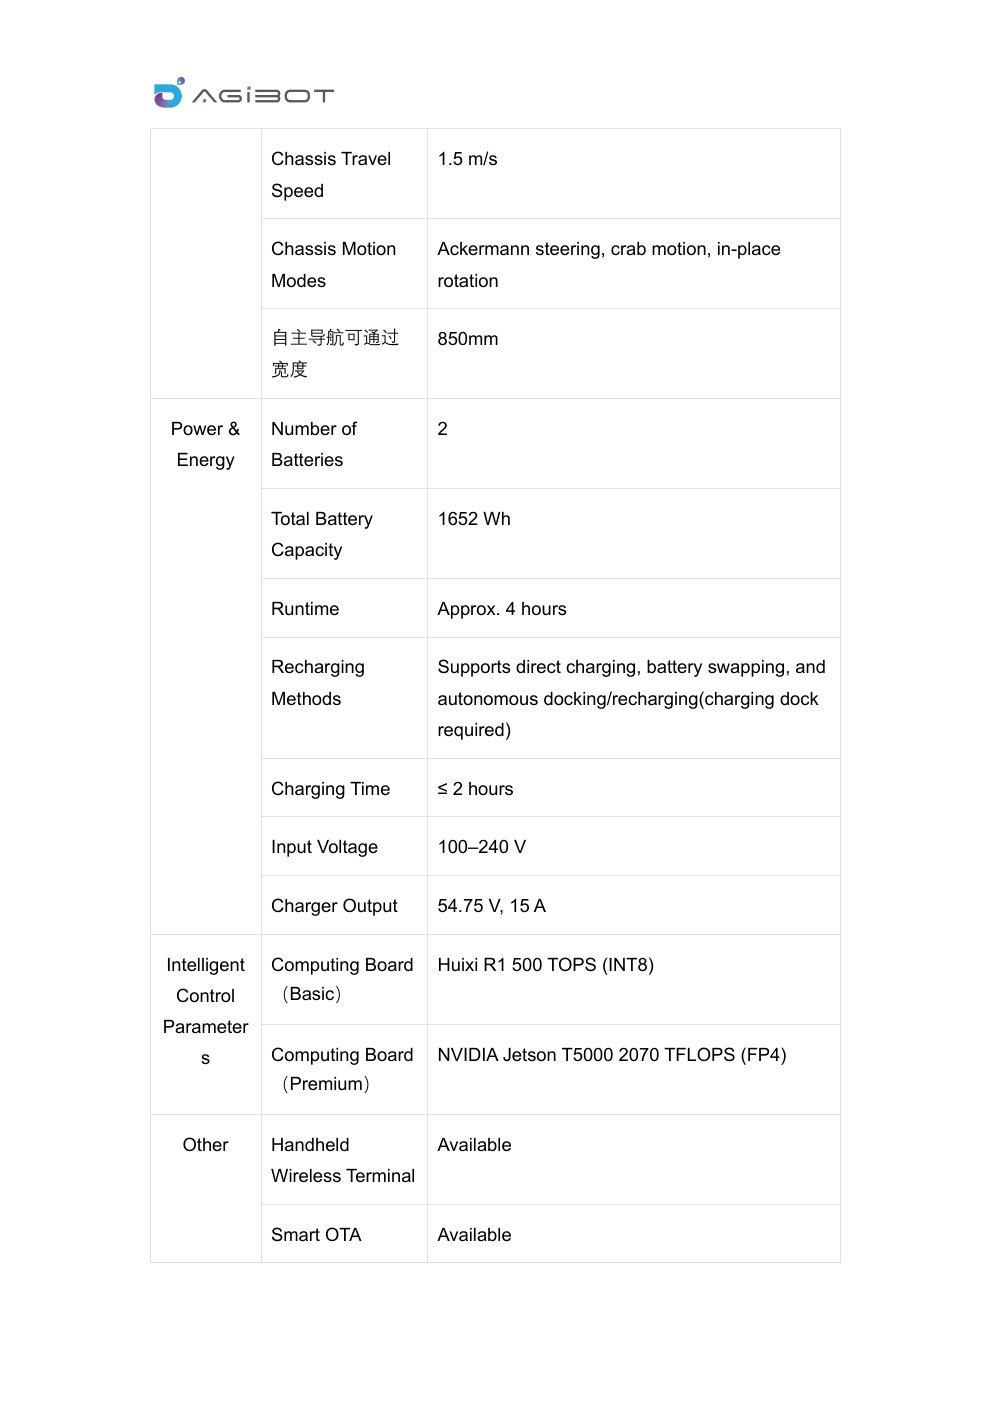 AGIBOT
Chassis Travel
Speed
1.5 m/s
Chassis Motion
Modes
Ackermann steering, crab motion, in-place
rotation
自主导航可通过
宽度
850mm
Power &
Energy
Number of
Batteries
2
Total Battery
Capacity
1652 Wh
Runtime
Approx. 4 hours
Recharging
Methods
Supports direct charging, battery swapping, and
autonomous docking/recharging(charging dock
required)
Charging Time
≤ 2 hours
Input Voltage
100–240 V
Charger Output
54.75 V, 15 A
Intelligent
Control
Parameter
s
Computing Board
（Basic）
Huixi R1 500 TOPS (INT8)
Computing Board
（Premium）
NVIDIA Jetson T5000 2070 TFLOPS (FP4)
Other
Handheld
Wireless Terminal
Available
Smart OTA
Available